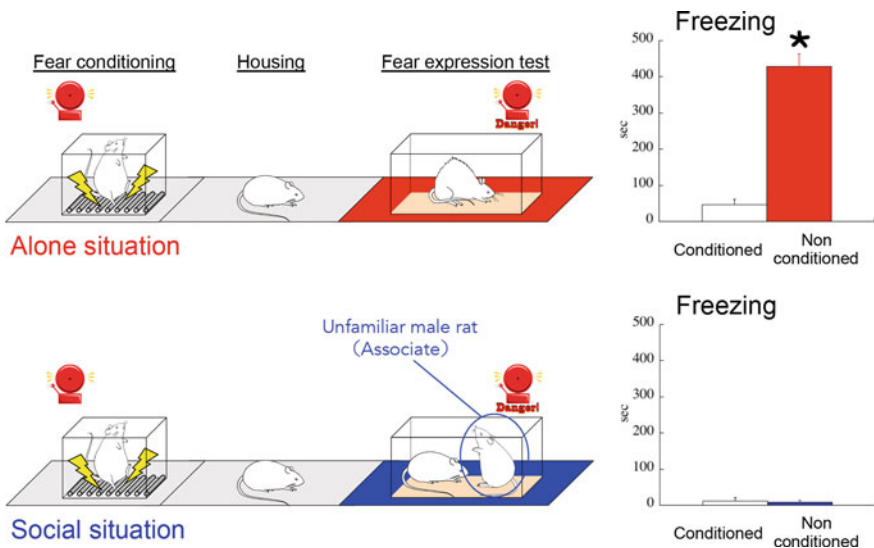 Fear conditioning
Housing
Fear expression test
Danger!
Alone situation
Freezing
500
400
300
sec
200
100
0
Conditioned
Non
conditioned
*
Unfamiliar male rat
（Associate）
Danger!
Social situation
Freezing
500
400
300
sec
200
100
0
Conditioned
Non
conditioned